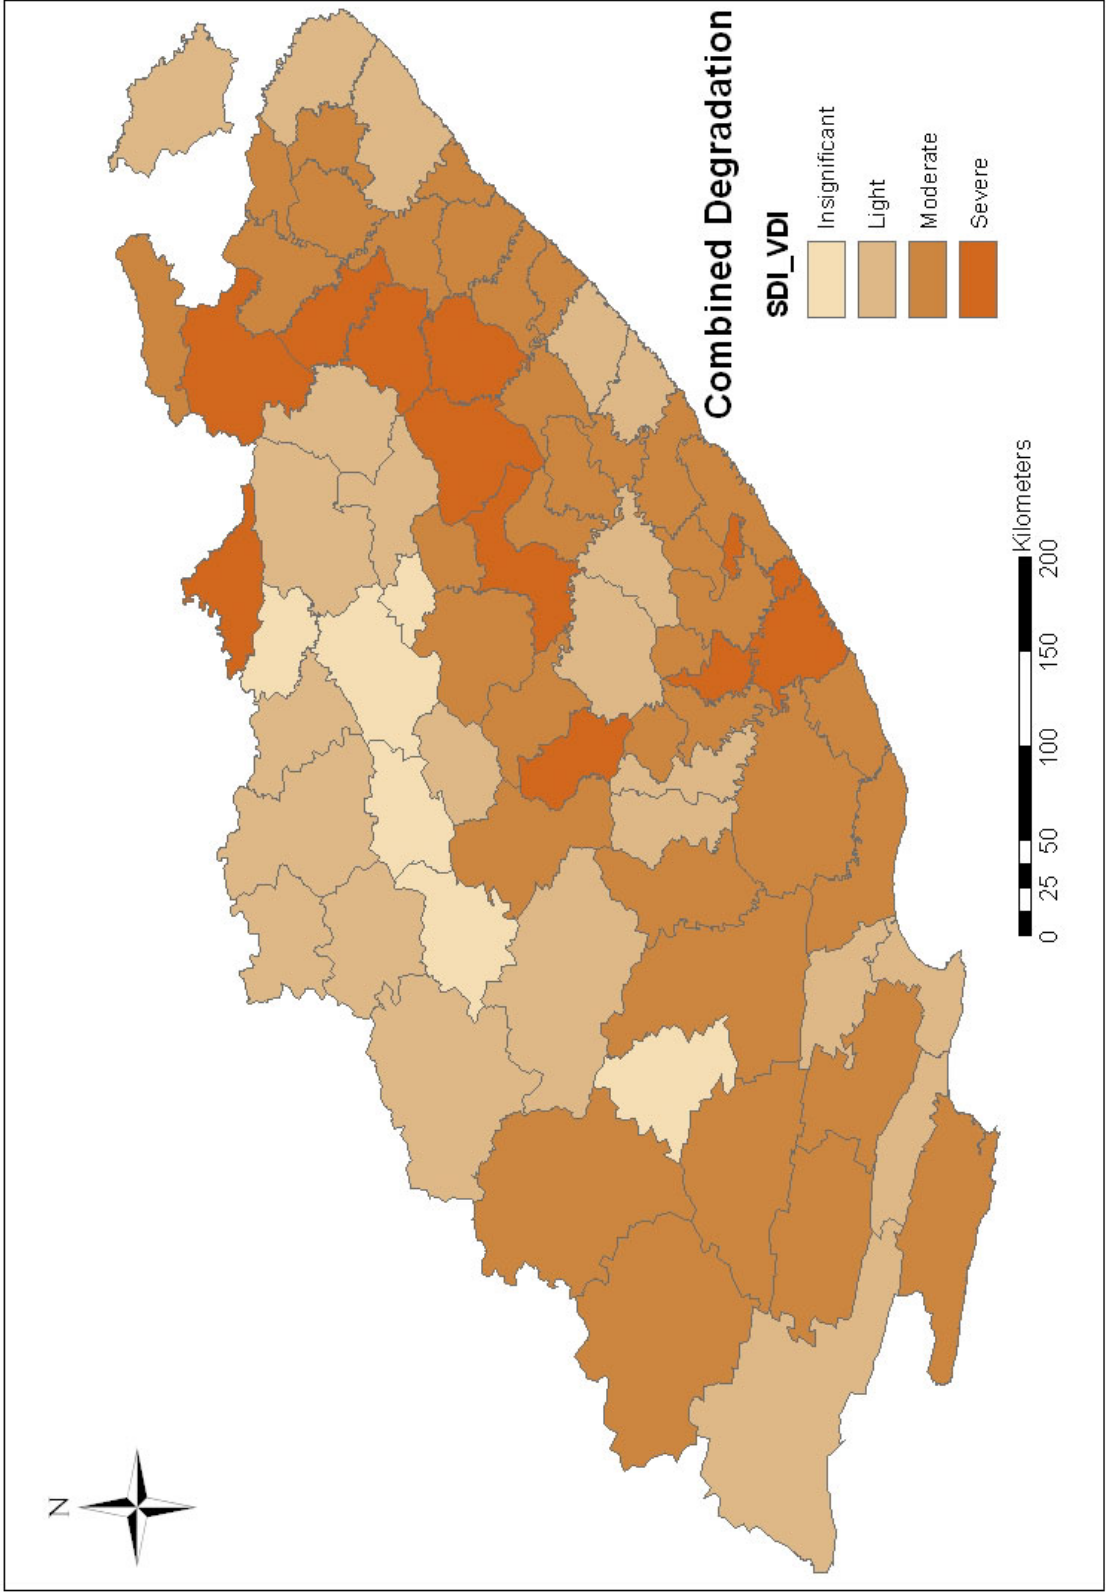 N
Combined Degradation
SDI_VDI
Insignificant
Light
Moderate
Severe
0 25 50 100 150 200
Kilometers